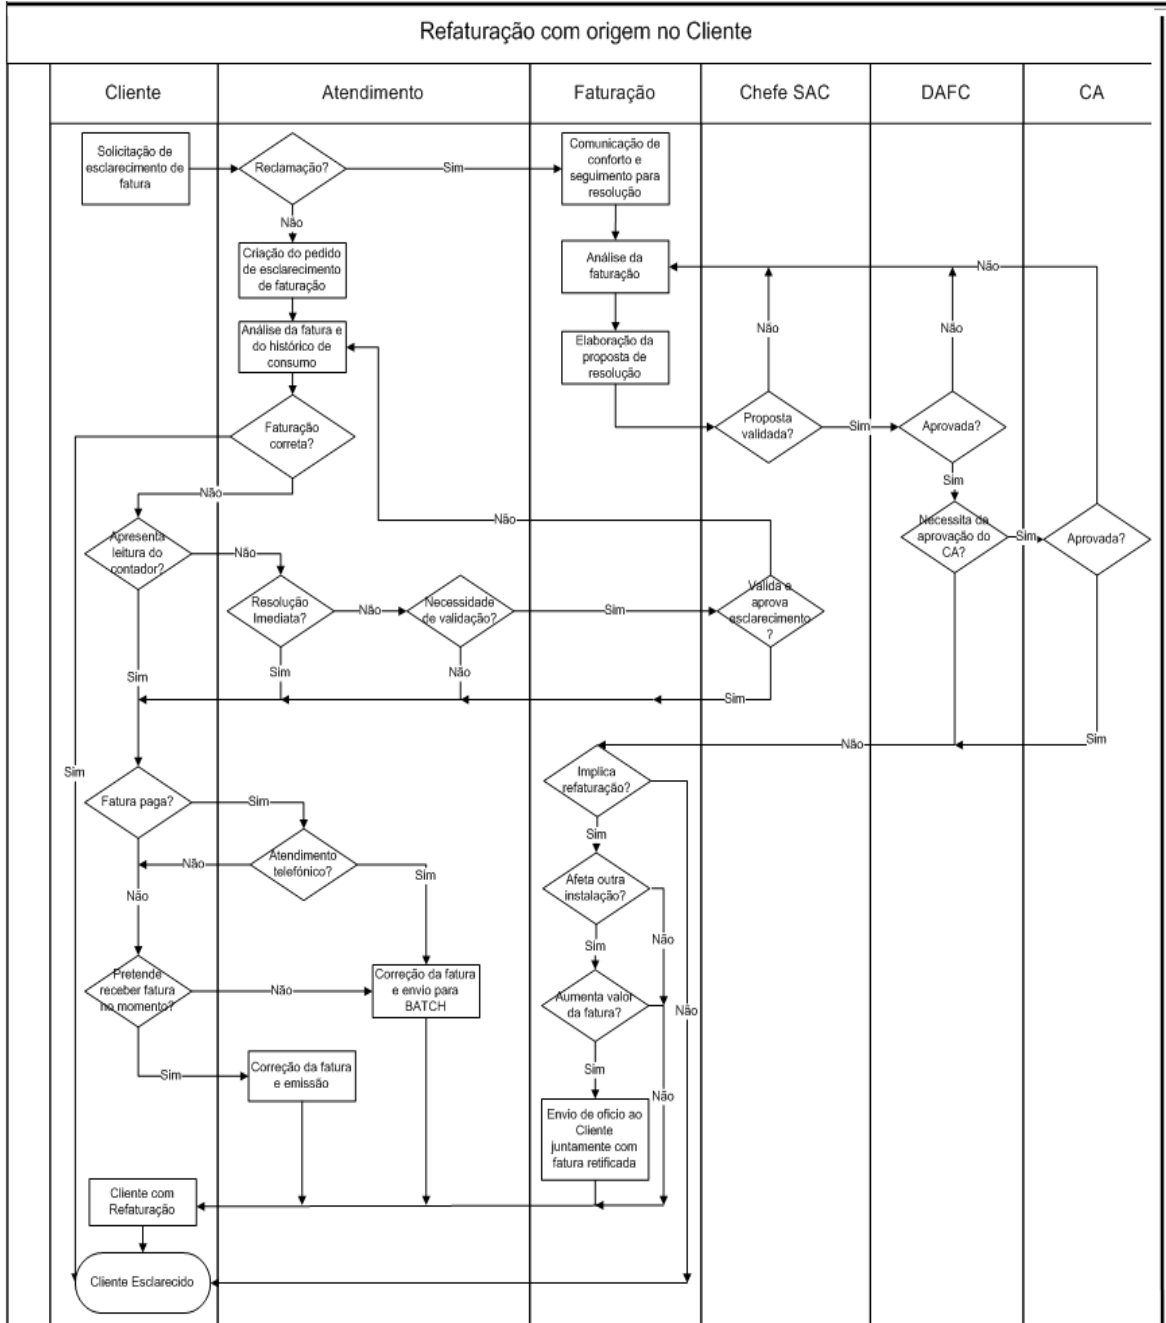 Refaturação com origem no Cliente
Cliente
Atendimento
Faturação
Chefe SAC
DAFC
CA
Solicitação de
esclarecimento de
fatura
Reclamação?
Sim
Comunicação de
conforto e
seguimento para
resolução
Não
Criação do pedido
de esclarecimento
de faturação
Análise da
faturação
Não
Análise da fatura e
do histórico de
consumo
Elaboração da
proposta de
resolução
Não
Não
Faturação
correta?
Proposta
validada?
Sim
Aprovada?
Sim
Não
Não
Apresenta
leitura do
contador?
Não
Necessita da
aprovação do
CA?
Sim
Aprovada?
Resolução
Imediata?
Não
Necessidade
de validação?
Sim
Valida e
aprova
esclarecimento
?
Sim
Sim
Não
Sim
Sim
Não
Sim
Implica
refaturação?
Fatura paga?
Sim
Sim
Não
Atendimento
telefónico?
Sim
Afeta outra
instalação?
Não
Sim
Não
Pretende
receber fatura
no momento?
Não
Correção da fatura
e envio para
BATCH
Aumenta valor
da fatura?
Não
Sim
Correção da fatura
e emissão
Sim
Não
Envio de oficio ao
Cliente
juntamente com
fatura retificada
Cliente com
Refaturação
Cliente Esclarecido